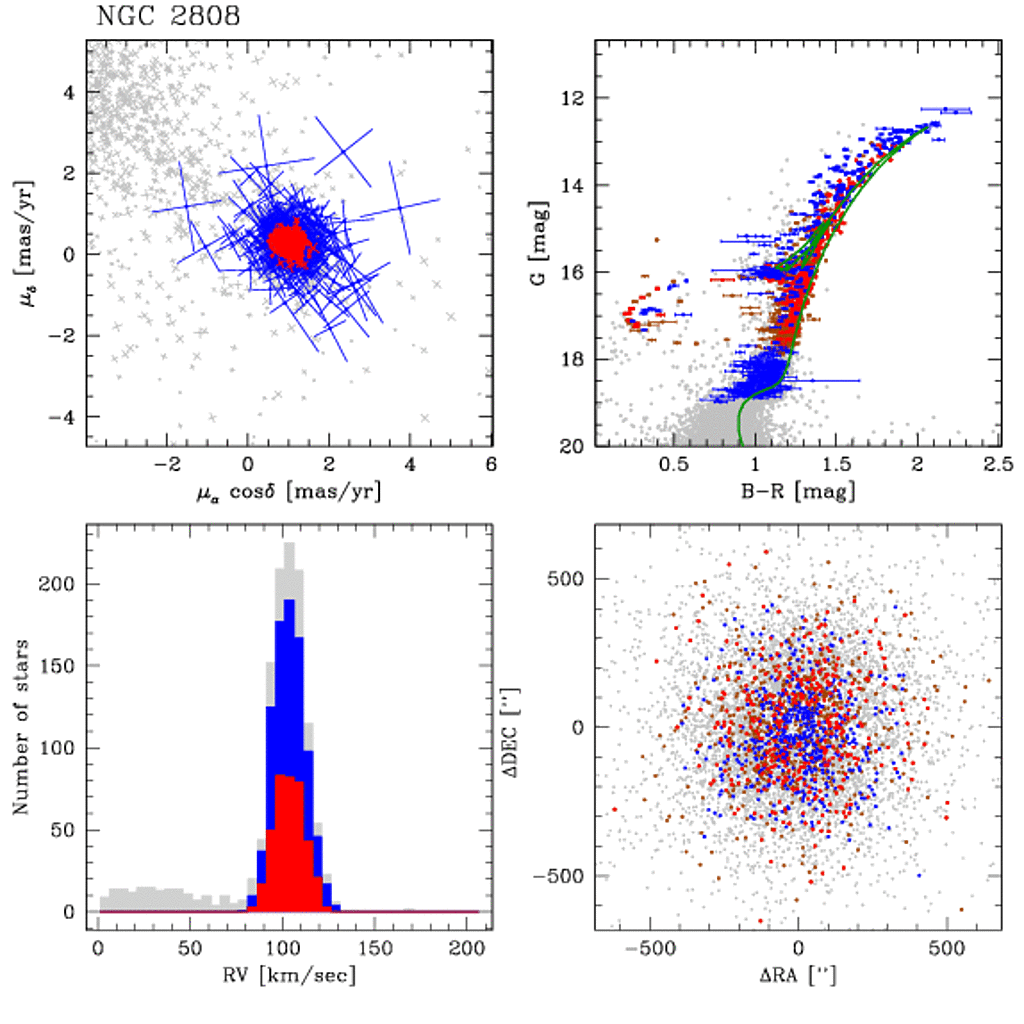 NGC 2808
4
2
0
−2
−4
μδ [mas/yr]
−2 0 2 4 6
μα cosδ [mas/yr]
12
14
16
18
20
G [mag]
0.5 1 1.5 2 2.5
B−R [mag]
200
150
100
50
0
Number of stars
0 50 100 150 200
RV [km/sec]
500
0
−500
ΔDEC ["]
−500 0 500
ΔRA ["]